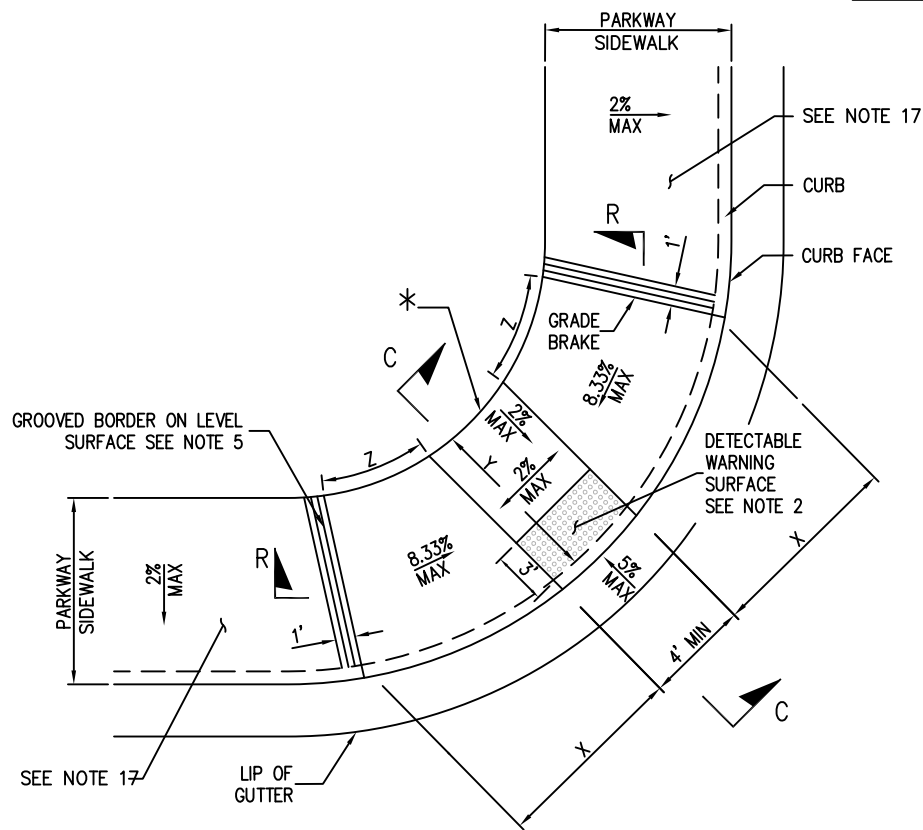 PARKWAY
SIDEWALK
2%
MAX
SEE NOTE 17
CURB
R
1'
CURB FACE
*
GRADE
BRAKE
Z
C
8.33%
MAX
GROOVED BORDER ON LEVEL
SURFACE SEE NOTE 5
2%
MAX
Z
Y
2%
MAX
DETECTABLE
WARNING
SURFACE
SEE NOTE 2
X
PARKWAY
SIDEWALK
2%
MAX
R
8.33%
MAX
3'
5%
MAX
1'
4' MIN
C
X
SEE NOTE 17
LIP OF
GUTTER